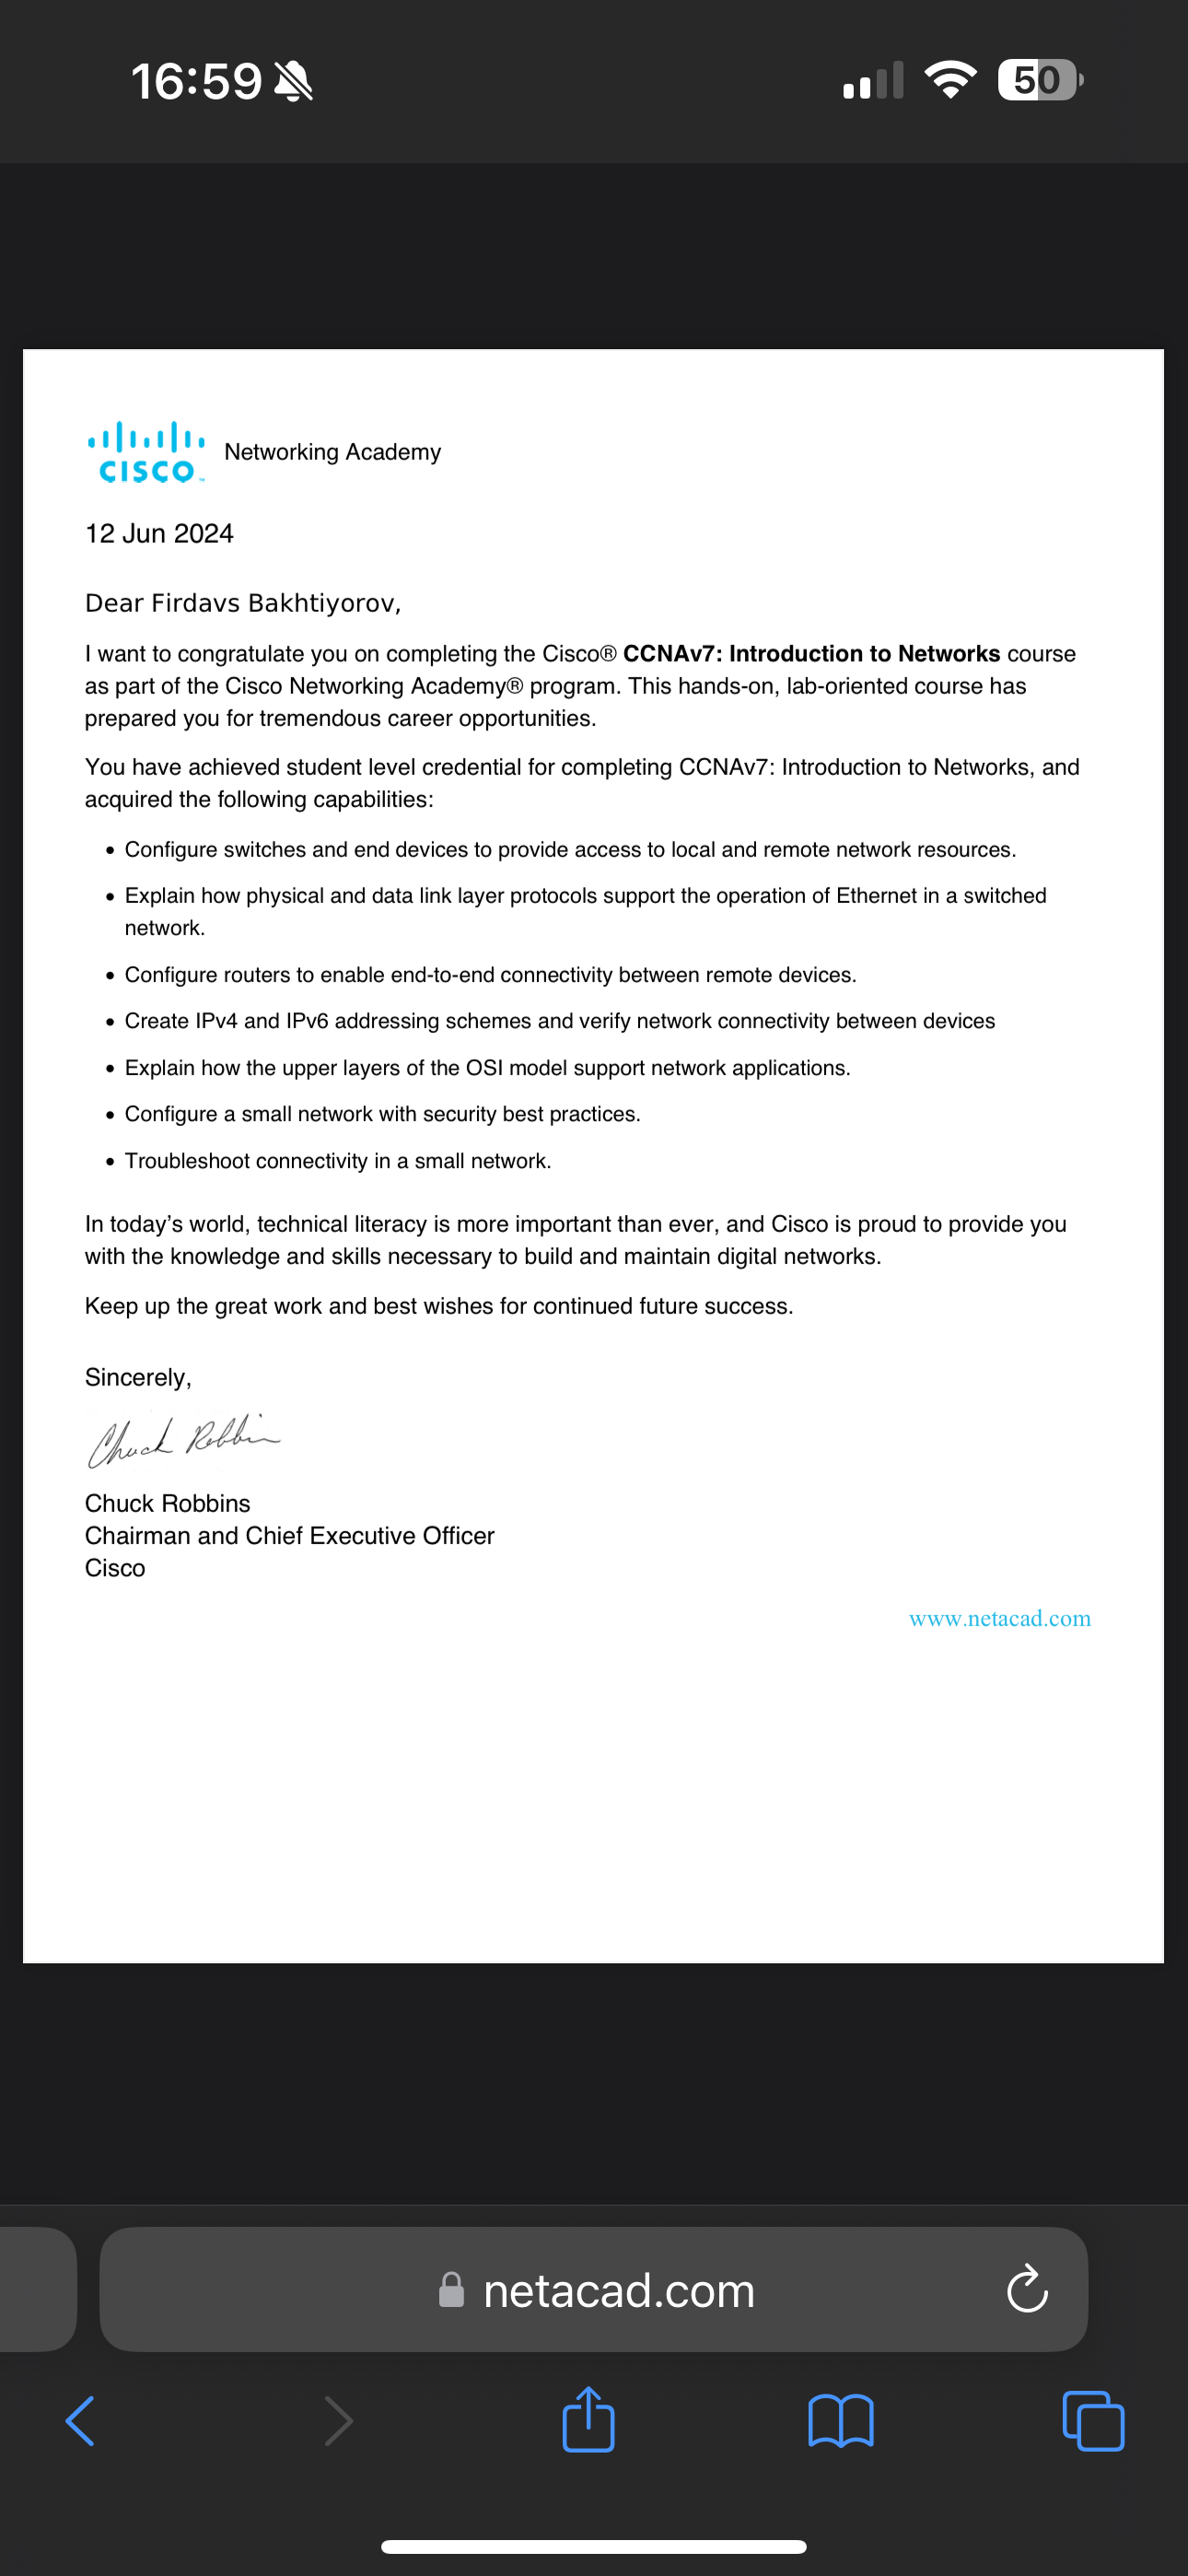 16:59
50
CISCO
Networking Academy
12 Jun 2024
Dear Firdavs Bakhtiyorov,
I want to congratulate you on completing the Cisco® CCNAv7: Introduction to Networks course
as part of the Cisco Networking Academy® program. This hands-on, lab-oriented course has
prepared you for tremendous career opportunities.
You have achieved student level credential for completing CCNAv7: Introduction to Networks, and
acquired the following capabilities:
• Configure switches and end devices to provide access to local and remote network resources.
• Explain how physical and data link layer protocols support the operation of Ethernet in a switched
network.
• Configure routers to enable end-to-end connectivity between remote devices.
• Create IPv4 and IPv6 addressing schemes and verify network connectivity between devices
• Explain how the upper layers of the OSI model support network applications.
• Configure a small network with security best practices.
• Troubleshoot connectivity in a small network.
In today’s world, technical literacy is more important than ever, and Cisco is proud to provide you
with the knowledge and skills necessary to build and maintain digital networks.
Keep up the great work and best wishes for continued future success.
Sincerely,
Chuck Robbins
Chuck Robbins
Chairman and Chief Executive Officer
Cisco
www.netacad.com
netacad.com